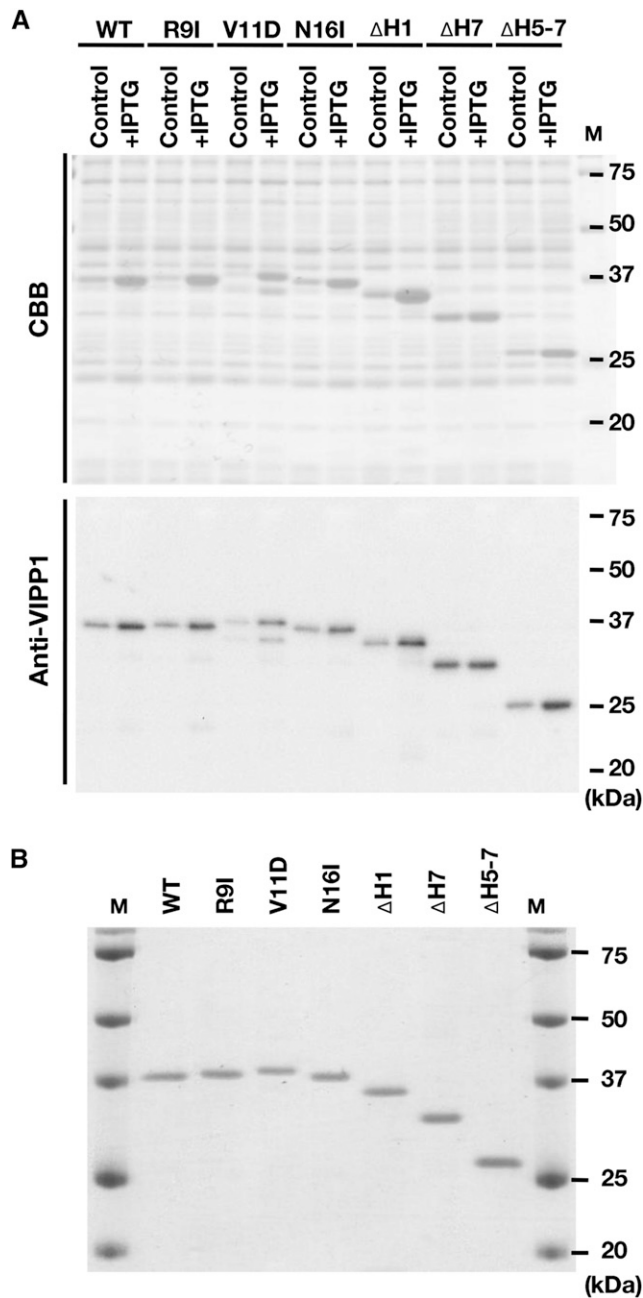 A
WT R9I V11D N16I ΔH1 ΔH7 ΔH5-7
Control +IPTG Control +IPTG Control +IPTG Control +IPTG Control +IPTG Control +IPTG Control +IPTG M
CBB
75
50
37
25
20
Anti-VIPP1
75
50
37
25
20
(kDa)
B
M WT R9I V11D N16I ΔH1 ΔH7 ΔH5-7 M
75
50
37
25
20
(kDa)